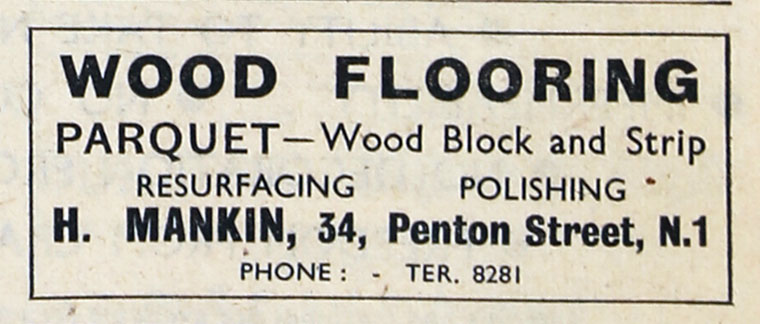 WOOD FLOORING
PARQUET—Wood Block and Strip
RESURFACING POLISHING
H. MANKIN, 34, Penton Street, N.1
PHONE : - TER. 8281